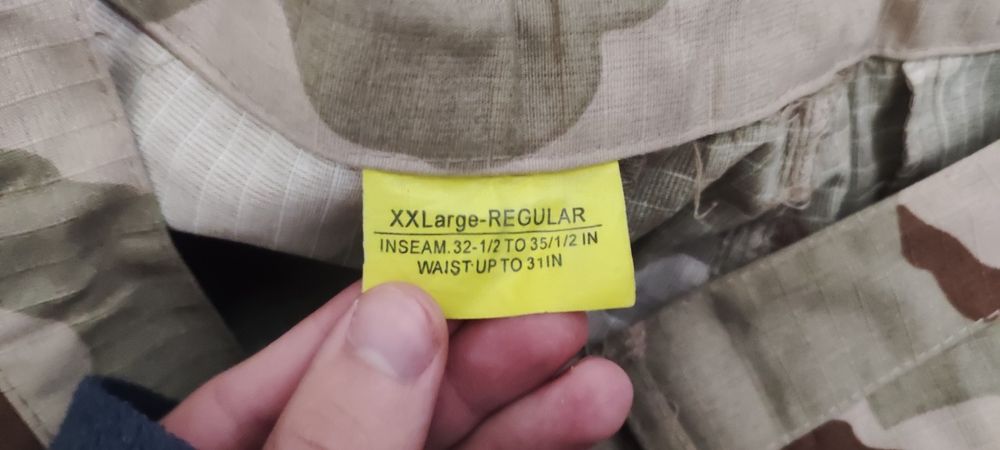 XXLarge-REGULAR
INSEAM. 32-1/2 TO 35/1/2 IN
WAIST·UP TO 31IN